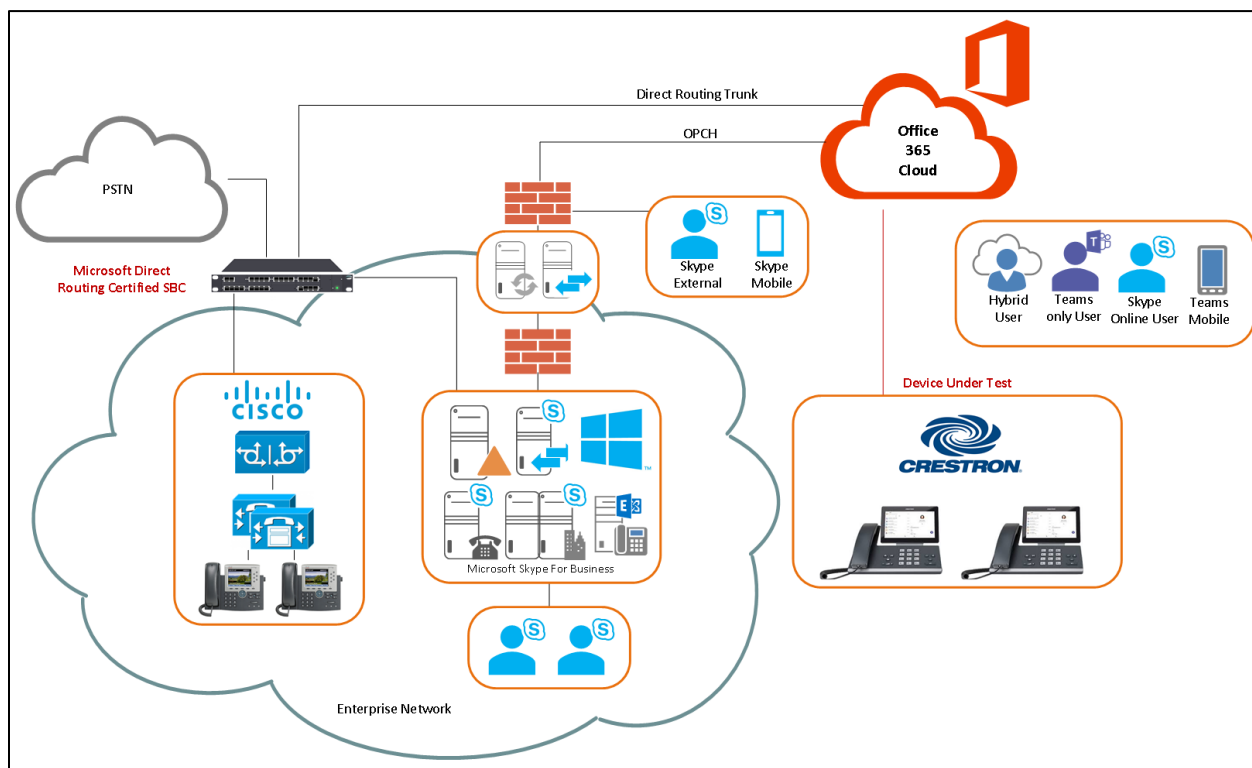 Direct Routing Trunk
OPCH
Office
365
Cloud
PSTN
Microsoft Direct
Routing Certified SBC
S
Skype
External
Skype
Mobile
Hybrid
User
T
Teams
only User
S
Skype
Online User
Teams
Mobile
Device Under Test
CISCO
S
TM
S
S
E
Microsoft Skype For Business
CRESTRON
S
S
Enterprise Network